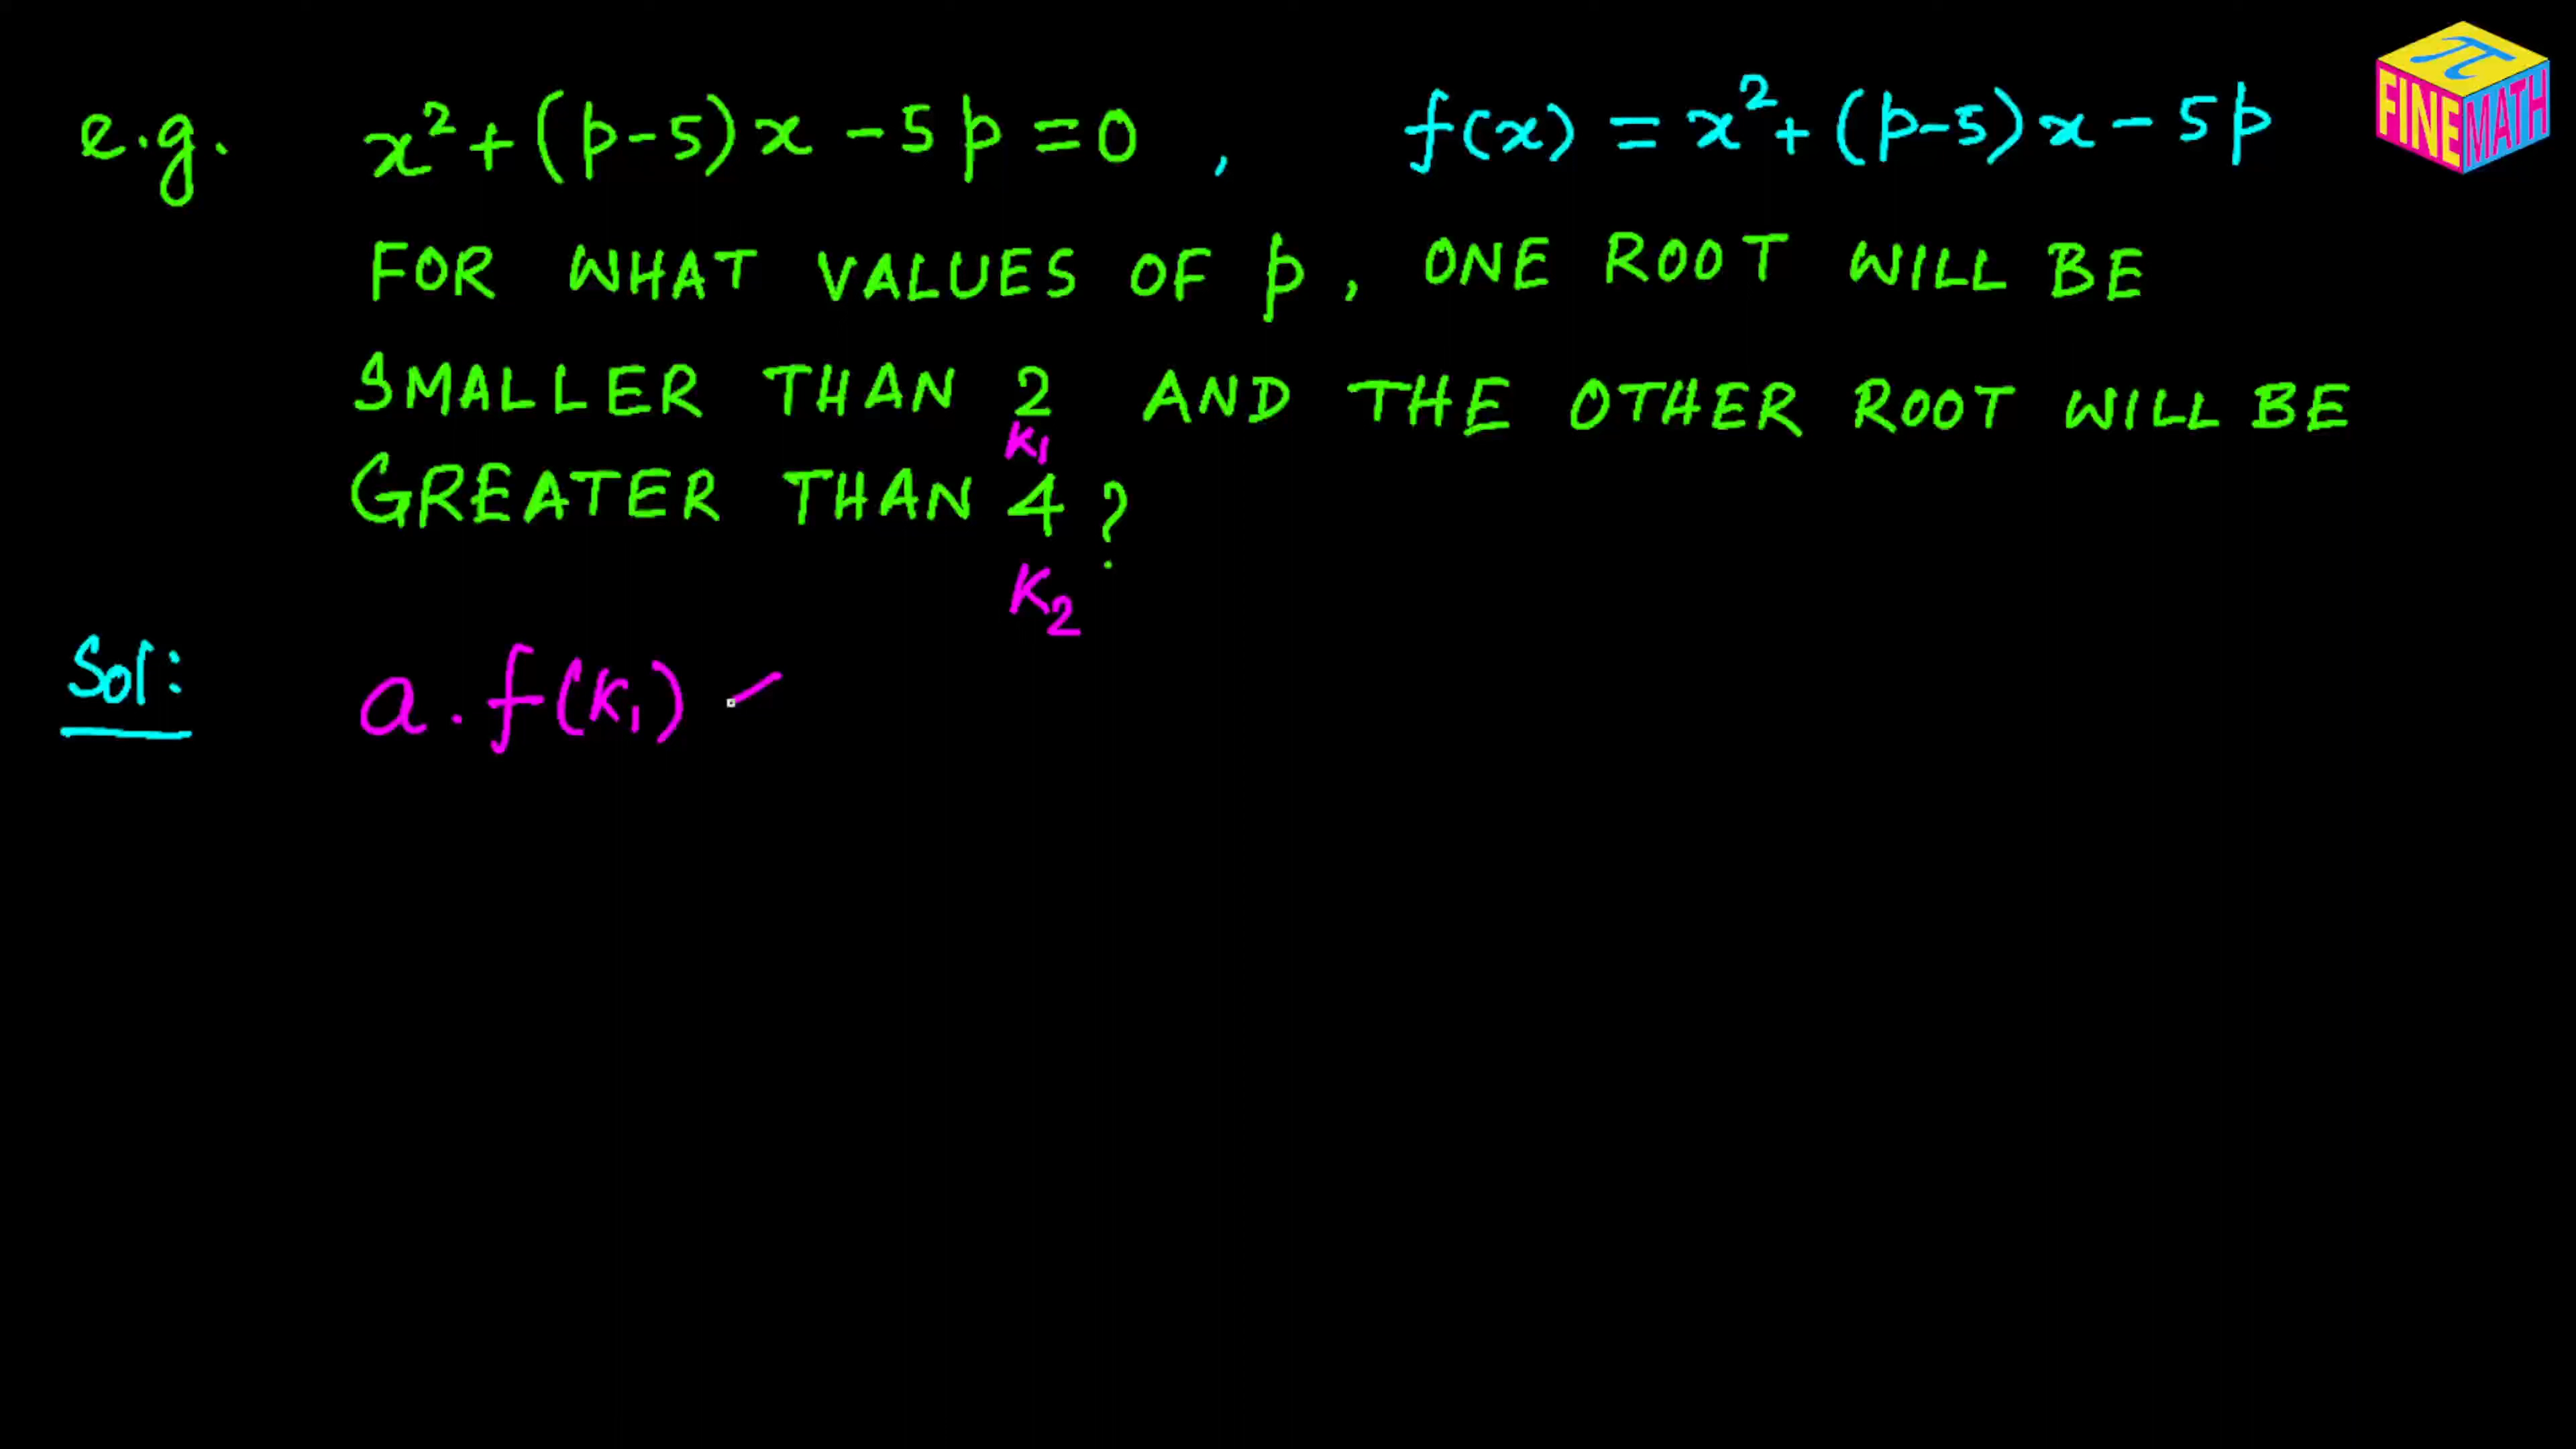 e.g. x² + (p-5)x - 5p = 0 , f(x) = x² + (p-5)x - 5p
FOR WHAT VALUES OF p, ONE ROOT WILL BE
SMALLER THAN 2 AND THE OTHER ROOT WILL BE
K₁
GREATER THAN 4 ?
K₂
Sol: a . f(K₁)
π
FINE MATH